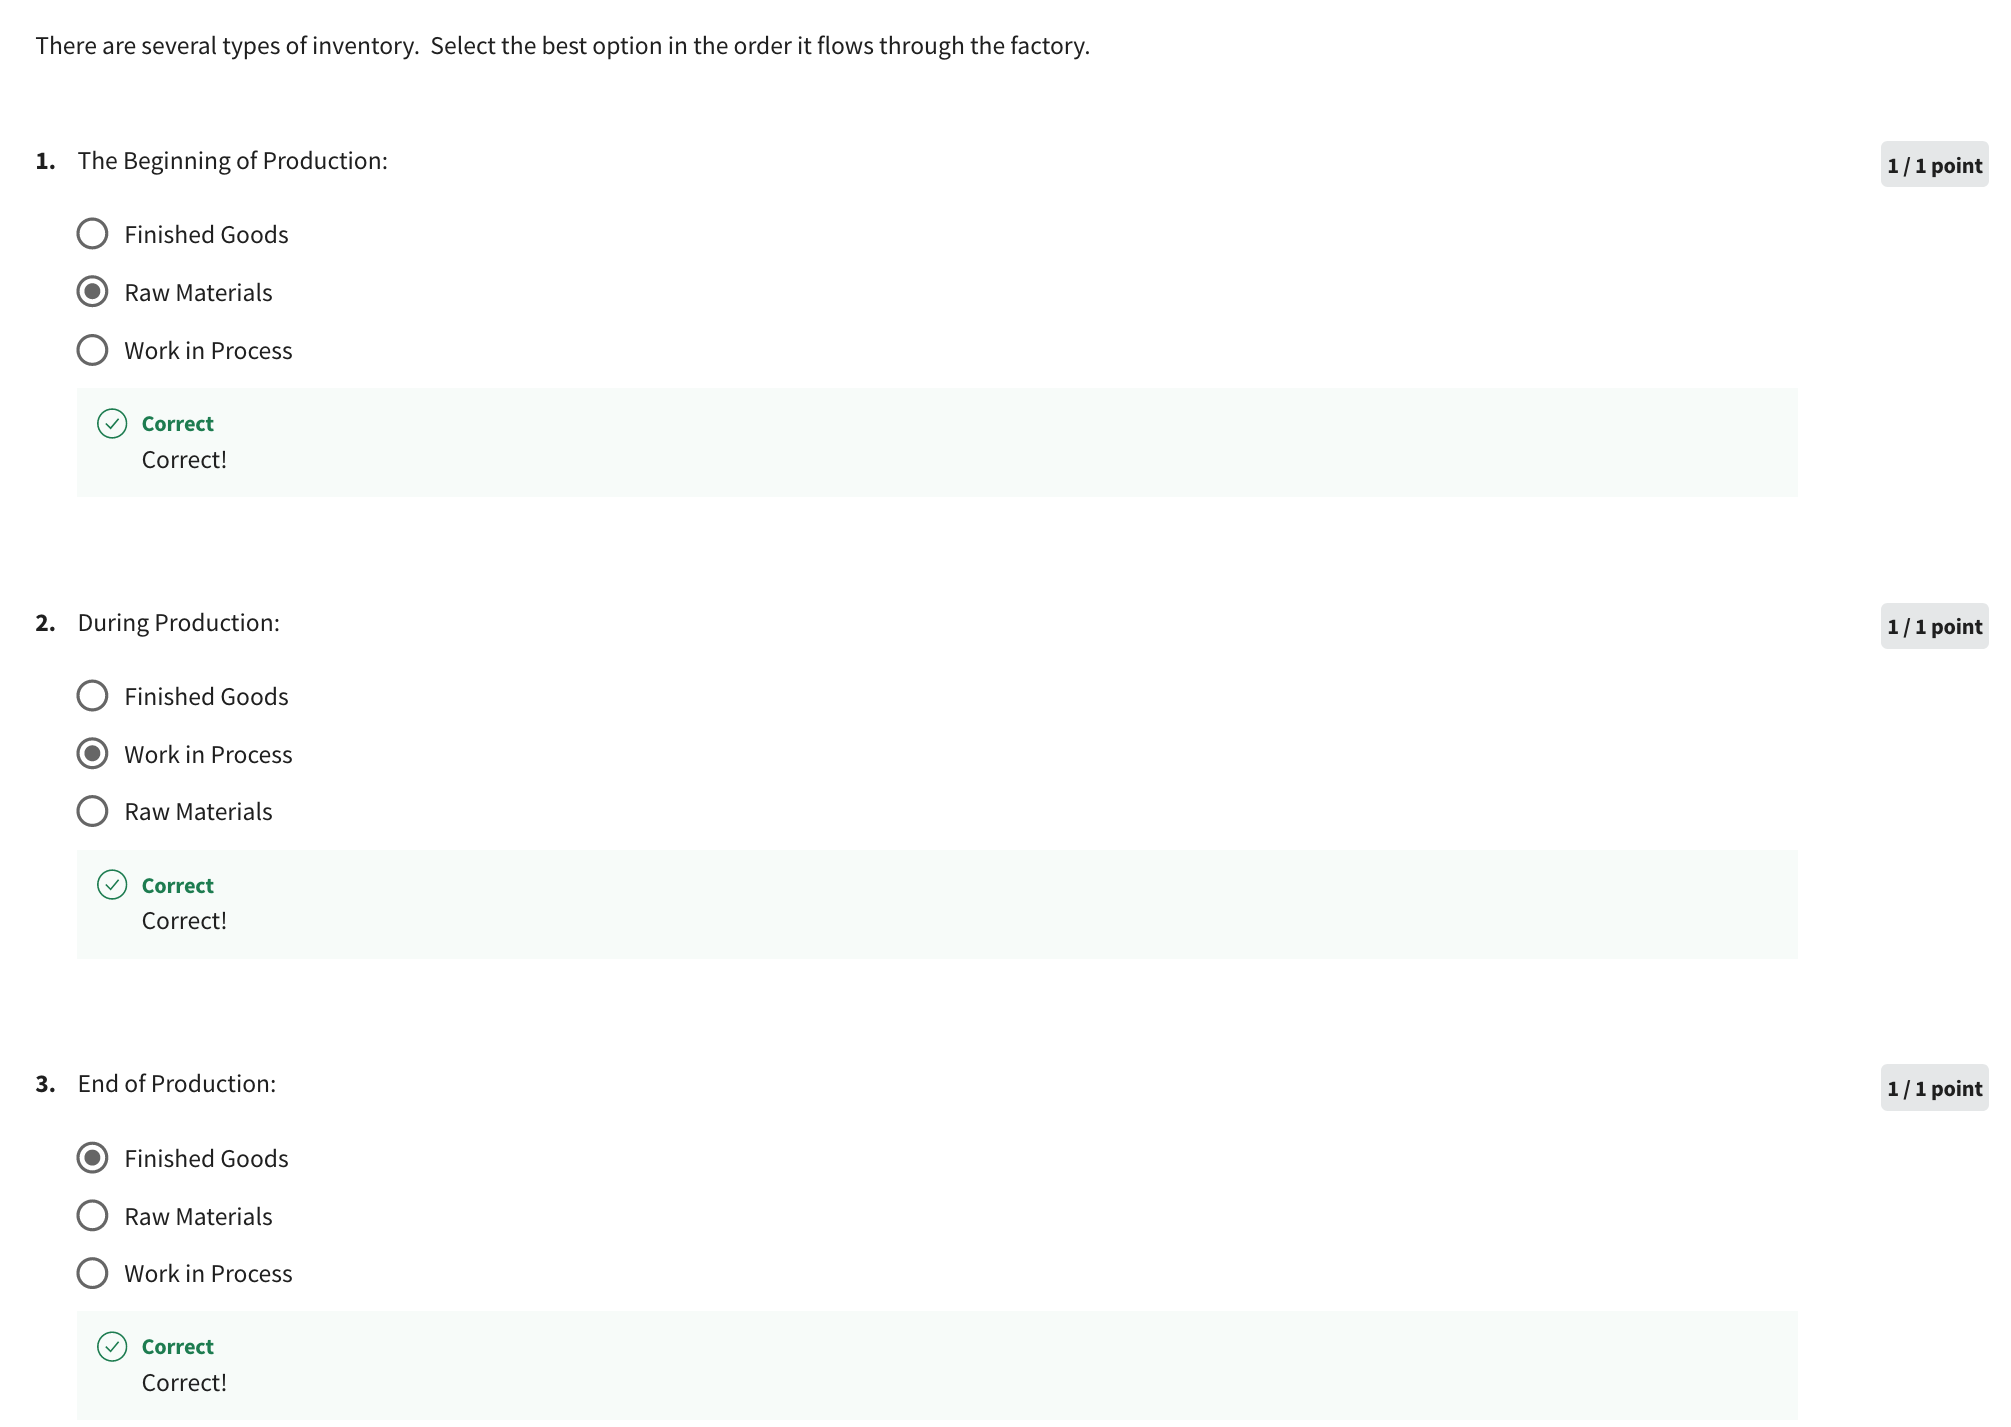 There are several types of inventory.  Select the best option in the order it flows through the factory.
1. The Beginning of Production:
1 / 1 point
Finished Goods
Raw Materials
Work in Process
Correct
Correct!
2. During Production:
1 / 1 point
Finished Goods
Work in Process
Raw Materials
Correct
Correct!
3. End of Production:
1 / 1 point
Finished Goods
Raw Materials
Work in Process
Correct
Correct!